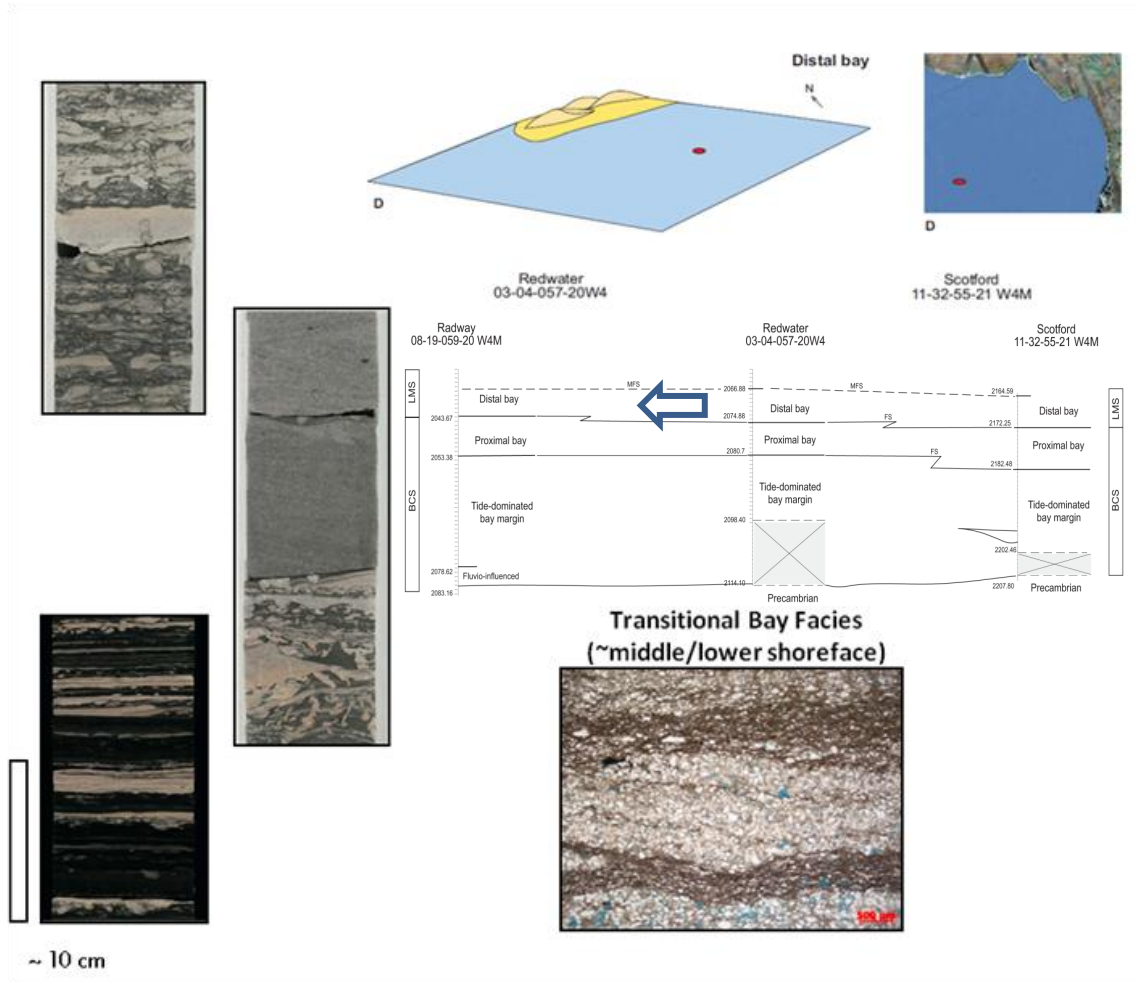 Distal bay
N
D
D
Redwater
03-04-057-20W4
Scotford
11-32-55-21 W4M
Radway
08-19-059-20 W4M
Redwater
03-04-057-20W4
Scotford
11-32-55-21 W4M
LMS
BCS
MFS
2066.68
MFS
2164.59
Distal bay
Distal bay
Distal bay
LMS
2043.67
2074.88
FS
2172.25
Proximal bay
Proximal bay
Proximal bay
2053.38
2080.7
FS
2182.48
Tide-dominated
bay margin
Tide-dominated
bay margin
Tide-dominated
bay margin
BCS
2098.40
2202.46
2078.62
Fluvio-influenced
2083.16
2114.10
2207.80
Precambrian
Precambrian
Transitional Bay Facies
(~middle/lower shoreface)
500 µm
~ 10 cm